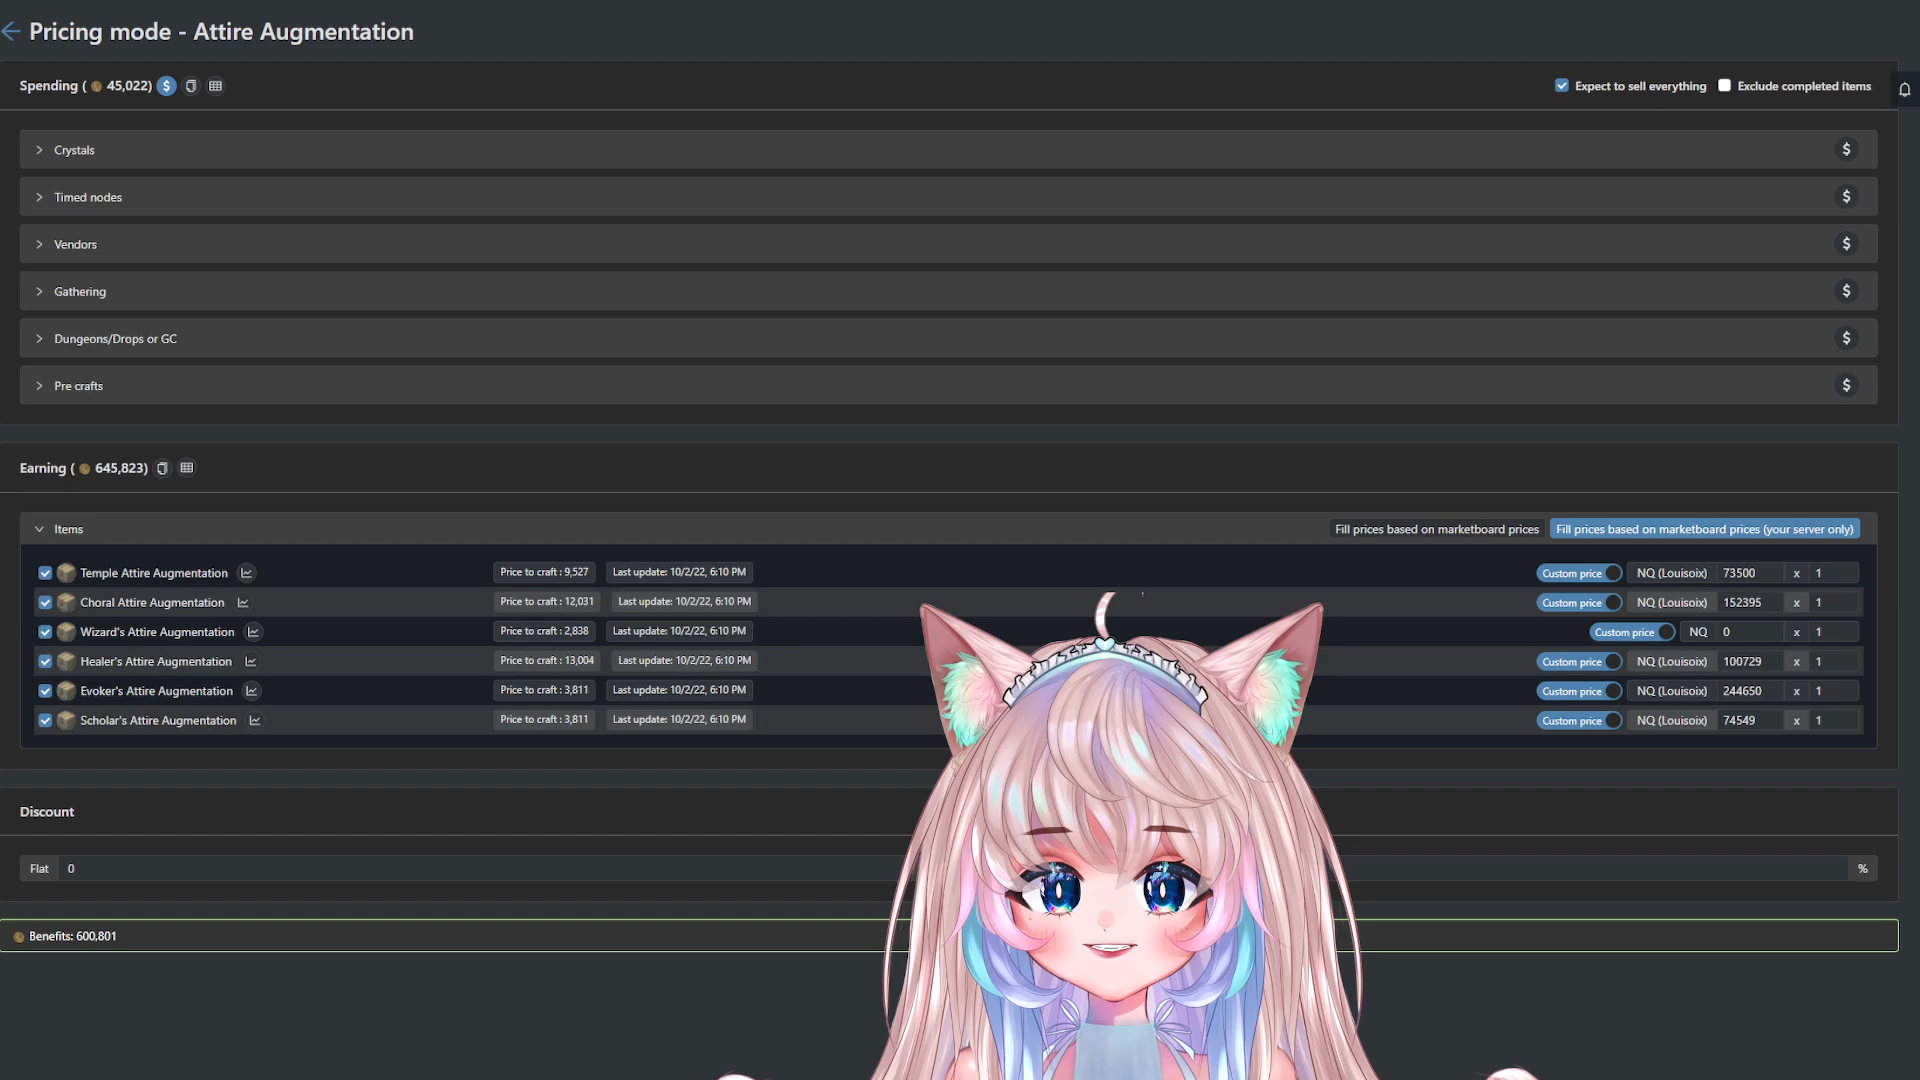 Pricing mode - Attire Augmentation
Spending ( 45,022) $
Expect to sell everything Exclude completed items
Crystals $
Timed nodes $
Vendors $
Gathering $
Dungeons/Drops or GC $
Pre crafts $
Earning ( 645,823)
Items Fill prices based on marketboard prices Fill prices based on marketboard prices (your server only)
Temple Attire Augmentation Price to craft : 9,527 Last update: 10/2/22, 6:10 PM Custom price NQ (Louisoix) 73500 x 1
Choral Attire Augmentation Price to craft : 12,031 Last update: 10/2/22, 6:10 PM Custom price NQ (Louisoix) 152395 x 1
Wizard's Attire Augmentation Price to craft : 2,838 Last update: 10/2/22, 6:10 PM Custom price NQ 0 x 1
Healer's Attire Augmentation Price to craft : 13,004 Last update: 10/2/22, 6:10 PM Custom price NQ (Louisoix) 100729 x 1
Evoker's Attire Augmentation Price to craft : 3,811 Last update: 10/2/22, 6:10 PM Custom price NQ (Louisoix) 244650 x 1
Scholar's Attire Augmentation Price to craft : 3,811 Last update: 10/2/22, 6:10 PM Custom price NQ (Louisoix) 74549 x 1
Discount
Flat 0 %
Benefits: 600,801